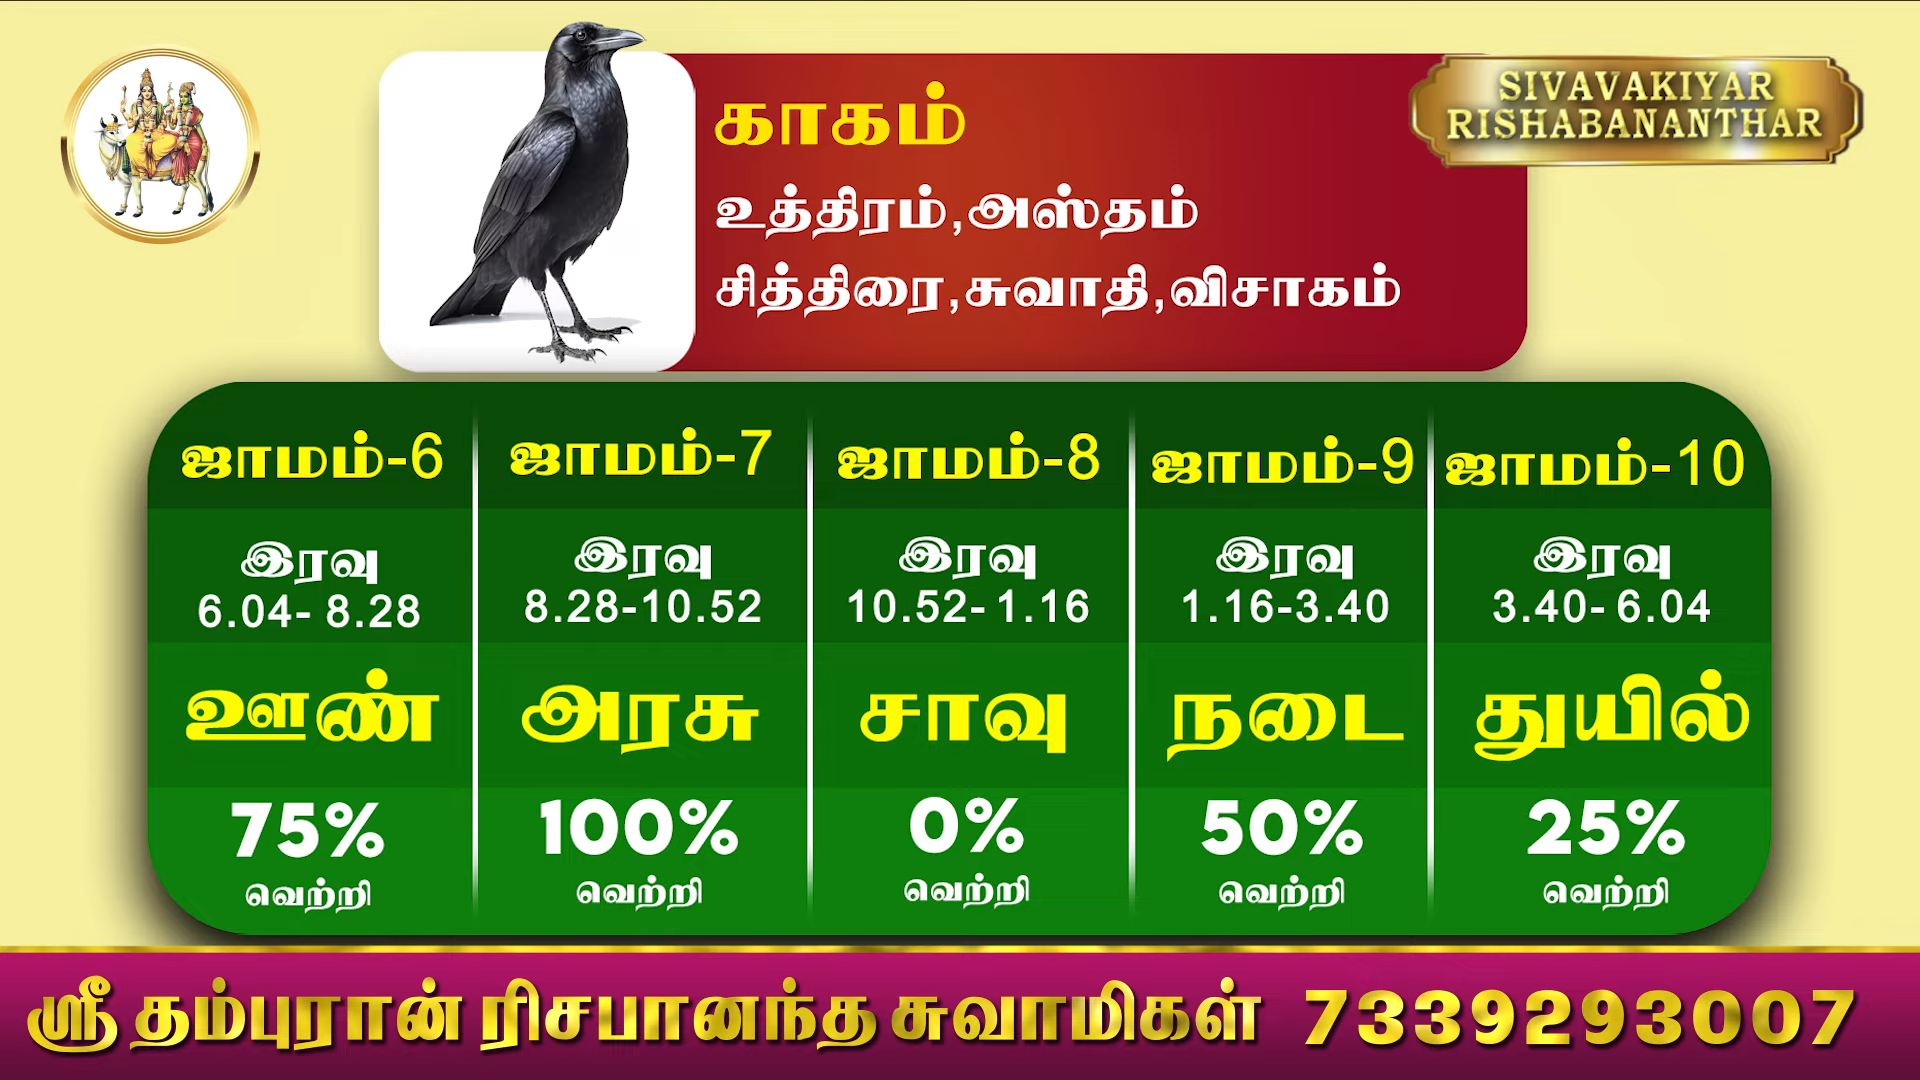 காகம்
SIVAVAKIYAR
RISHABANANTHAR
உத்திரம்,அஸ்தம்
சித்திரை,சுவாதி,விசாகம்
ஜாமம்-6
ஜாமம்-7
ஜாமம்-8
ஜாமம்-9
ஜாமம்-10
இரவு
இரவு
இரவு
இரவு
இரவு
6.04- 8.28
8.28-10.52
10.52- 1.16
1.16-3.40
3.40- 6.04
ஊண்
அரசு
சாவு
நடை
துயில்
75%
100%
0%
50%
25%
வெற்றி
வெற்றி
வெற்றி
வெற்றி
வெற்றி
ஸ்ரீ தம்புரான் ரிசபானந்த சுவாமிகள் 7339293007